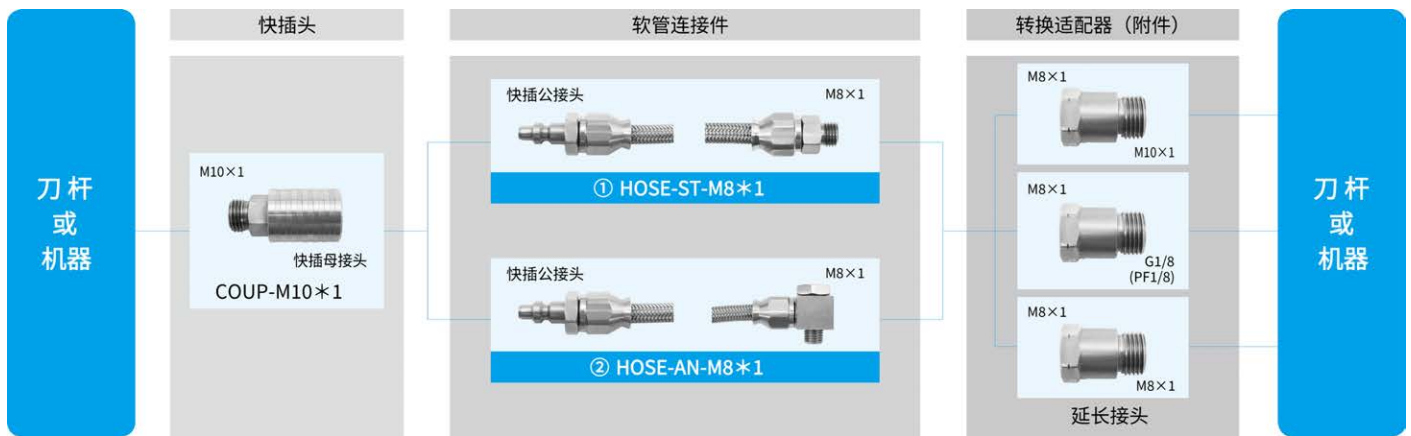 快插头
软管连接件
转换适配器（附件）
刀 杆
或
机器
M10×1
快插母接头
COUP-M10＊1
快插公接头
M8×1
① HOSE-ST-M8＊1
快插公接头
M8×1
② HOSE-AN-M8＊1
M8×1
M10×1
M8×1
G1/8
(PF1/8)
M8×1
M8×1
延长接头
刀 杆
或
机器